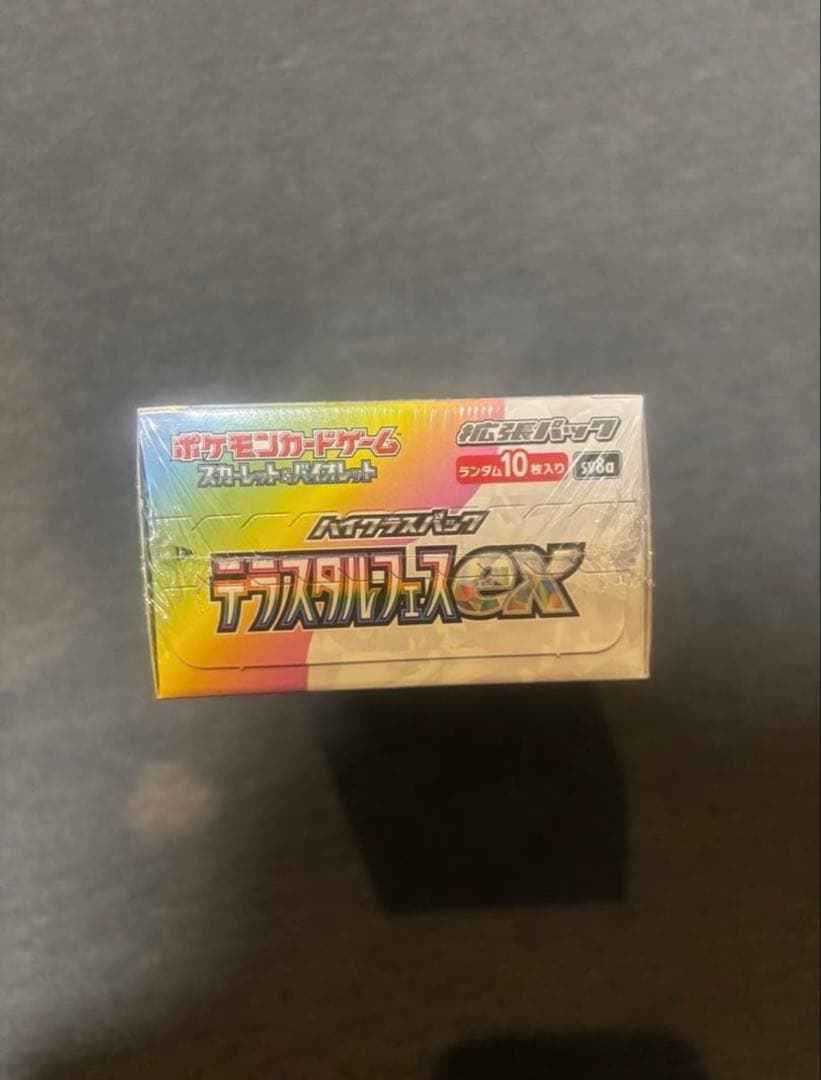 ポケモンカードゲーム
スカーレット&バイオレット
拡張パック
ランダム10枚入り sv8a
ハイクラスパック
テラスタルフェスex